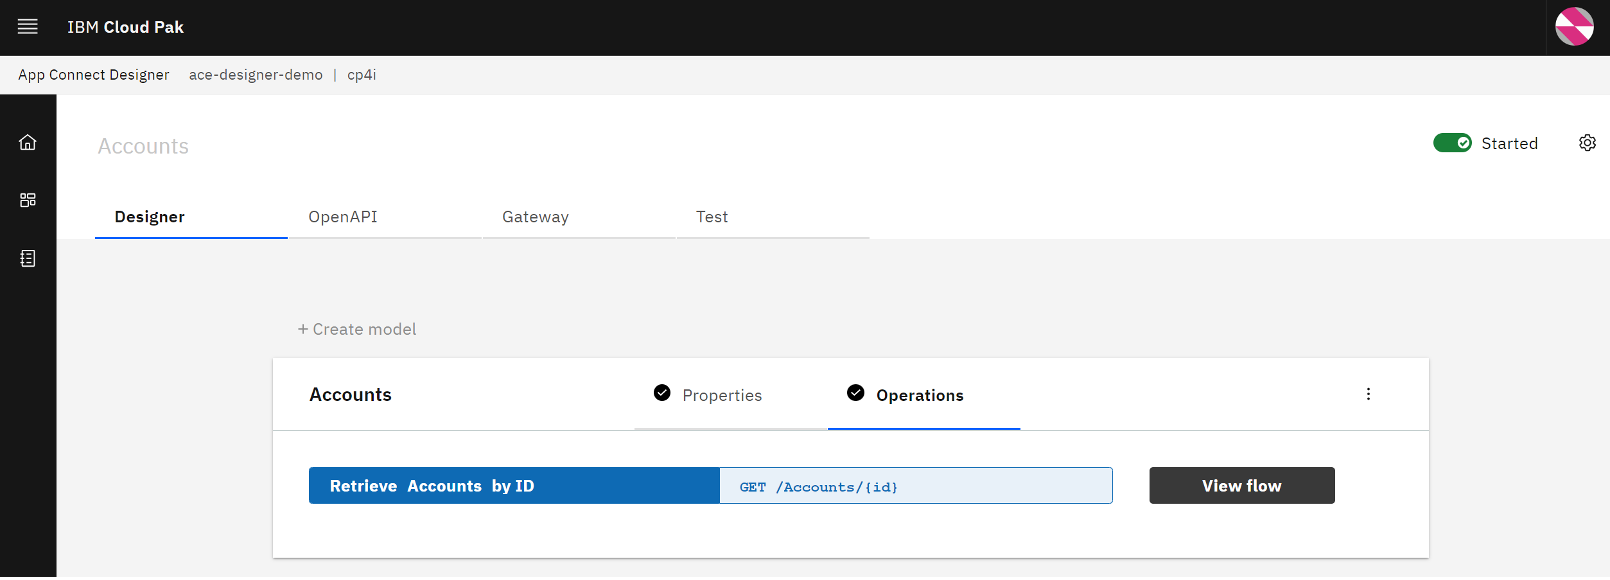 IBM Cloud Pak
App Connect Designer ace-designer-demo | cp4i
Accounts
Started
Designer OpenAPI Gateway Test
+ Create model
Accounts Properties Operations
Retrieve Accounts by ID GET /Accounts/{id} View flow